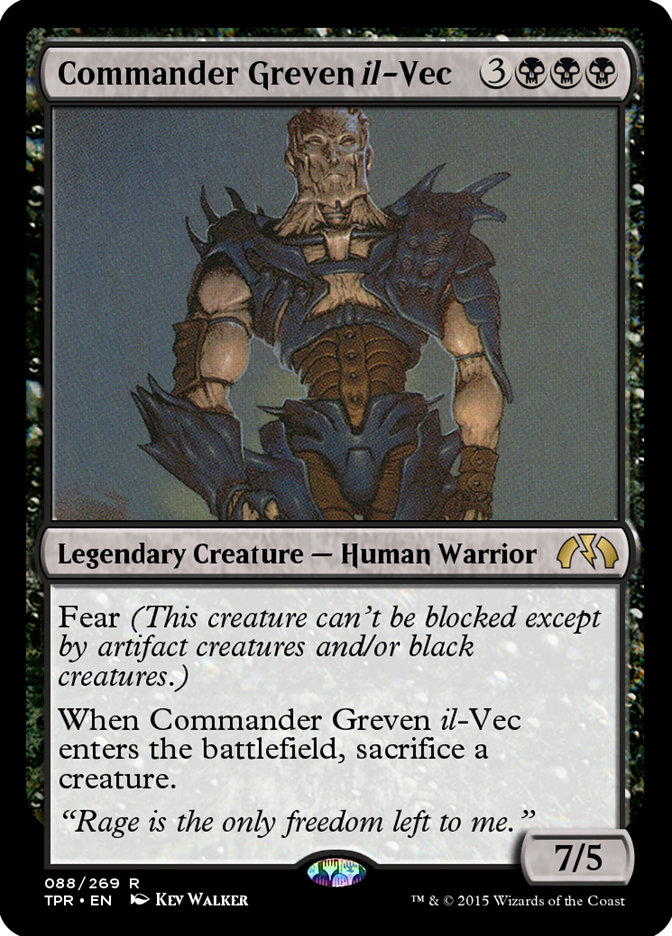 Commander Greven il-Vec 3
Legendary Creature — Human Warrior
Fear (This creature can't be blocked except
by artifact creatures and/or black
creatures.)
When Commander Greven il-Vec
enters the battlefield, sacrifice a
creature.
“Rage is the only freedom left to me.”
7/5
088/269 R
TPR • EN Kev Walker
™ & © 2015 Wizards of the Coast